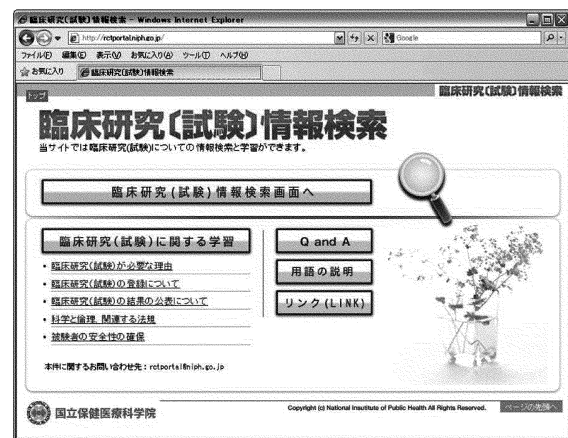 臨床研究(試験)情報検索 - Windows Internet Explorer
http://rctportal.niph.go.jp/
Google
ファイル(F) 編集(E) 表示(V) お気に入り(A) ツール(T) ヘルプ(H)
お気に入り 臨床研究(試験)情報検索
トップ 臨床研究(試験)情報検索
臨床研究〔試験〕情報検索
当サイトでは臨床研究(試験)についての情報検索と学習ができます。
臨床研究(試験)情報検索画面へ
臨床研究(試験)に関する学習
・臨床研究(試験)が必要な理由
・臨床研究(試験)の登録について
・臨床研究(試験)の結果の公表について
・科学と倫理、関連する法規
・被験者の安全性の確保
Q and A
用語の説明
リンク(LINK)
本件に関するお問い合わせ先：rctportal@niph.go.jp
国立保健医療科学院
Copyright (c) National Insutitute of Public Health All Rights Reserved.
ページの先頭へ